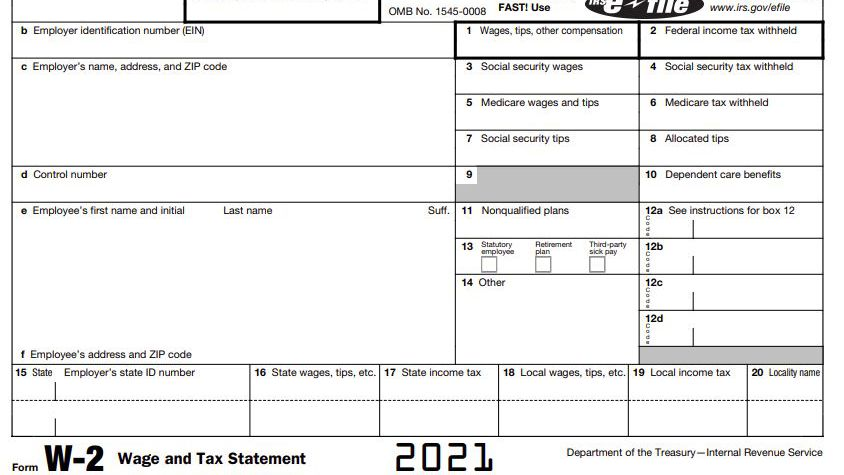 OMB No. 1545-0008 FAST! Use IRS e file www.irs.gov/efile
b Employer identification number (EIN)
1 Wages, tips, other compensation
2 Federal income tax withheld
c Employer's name, address, and ZIP code
3 Social security wages
4 Social security tax withheld
5 Medicare wages and tips
6 Medicare tax withheld
7 Social security tips
8 Allocated tips
d Control number
9
10 Dependent care benefits
e Employee's first name and initial Last name Suff.
11 Nonqualified plans
12a See instructions for box 12
Code
13 Statutory employee Retirement plan Third-party sick pay
12b
Code
14 Other
12c
Code
12d
Code
f Employee's address and ZIP code
15 State Employer's state ID number
16 State wages, tips, etc.
17 State income tax
18 Local wages, tips, etc.
19 Local income tax
20 Locality name
Form W-2 Wage and Tax Statement 2021 Department of the Treasury—Internal Revenue Service